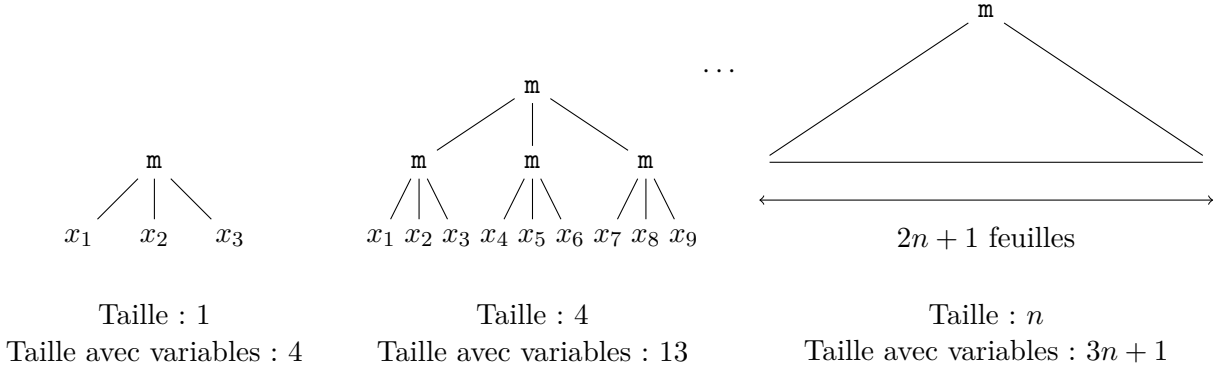 m
...
m
m
m m m
x₁ x₂ x₃
x₁ x₂ x₃ x₄ x₅ x₆ x₇ x₈ x₉
2n + 1 feuilles
Taille : 1
Taille avec variables : 4
Taille : 4
Taille avec variables : 13
Taille : n
Taille avec variables : 3n + 1